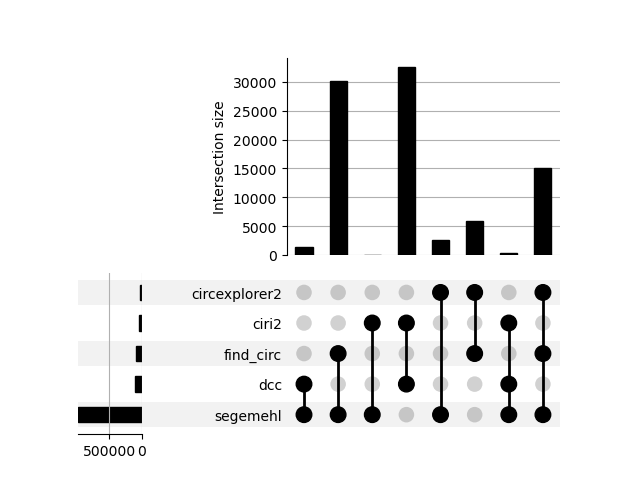 30000
25000
20000
15000
10000
5000
0
Intersection size
circexplorer2
ciri2
find_circ
dcc
segemehl
500000 0